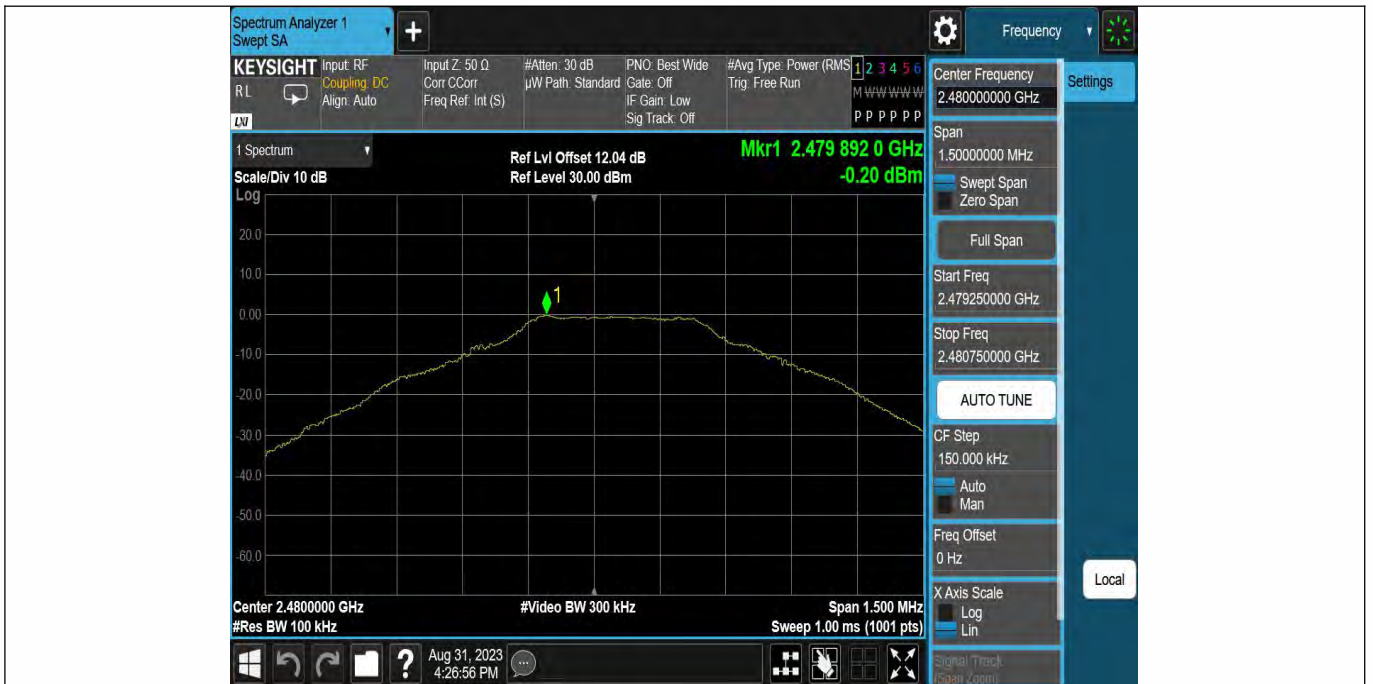 Spectrum Analyzer 1
Swept SA
+
Frequency
KEYSIGHT
RL
LXI
Input: RF
Coupling: DC
Align: Auto
Input Z: 50 Ω
Corr CCorr
Freq Ref: Int (S)
#Atten: 30 dB
µW Path: Standard
PNO: Best Wide
Gate: Off
IF Gain: Low
Sig Track: Off
#Avg Type: Power (RMS
Trig: Free Run
1 2 3 4 5 6
M W W W W W
P P P P P P
1 Spectrum
Scale/Div 10 dB
Ref Lvl Offset 12.04 dB
Ref Level 30.00 dBm
Mkr1 2.479 892 0 GHz
-0.20 dBm
Log
20.0
10.0
0.00
-10.0
-20.0
-30.0
-40.0
-50.0
-60.0
1
Center 2.4800000 GHz
#Res BW 100 kHz
#Video BW 300 kHz
Span 1.500 MHz
Sweep 1.00 ms (1001 pts)
Center Frequency
2.480000000 GHz
Settings
Span
1.50000000 MHz
Swept Span
Zero Span
Full Span
Start Freq
2.479250000 GHz
Stop Freq
2.480750000 GHz
AUTO TUNE
CF Step
150.000 kHz
Auto
Man
Freq Offset
0 Hz
X Axis Scale
Log
Lin
Signal Track
(Span Zoom)
Local
?
Aug 31, 2023
4:26:56 PM